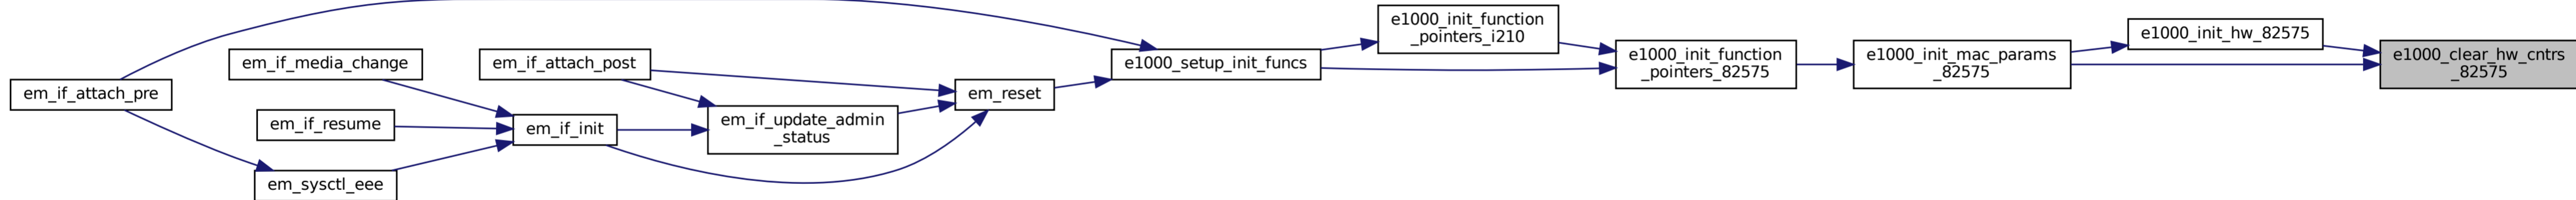 em_if_attach_pre
em_if_media_change
em_if_resume
em_sysctl_eee
em_if_attach_post
em_if_init
em_if_update_admin
_status
em_reset
e1000_setup_init_funcs
e1000_init_function
_pointers_i210
e1000_init_function
_pointers_82575
e1000_init_mac_params
_82575
e1000_init_hw_82575
e1000_clear_hw_cntrs
_82575